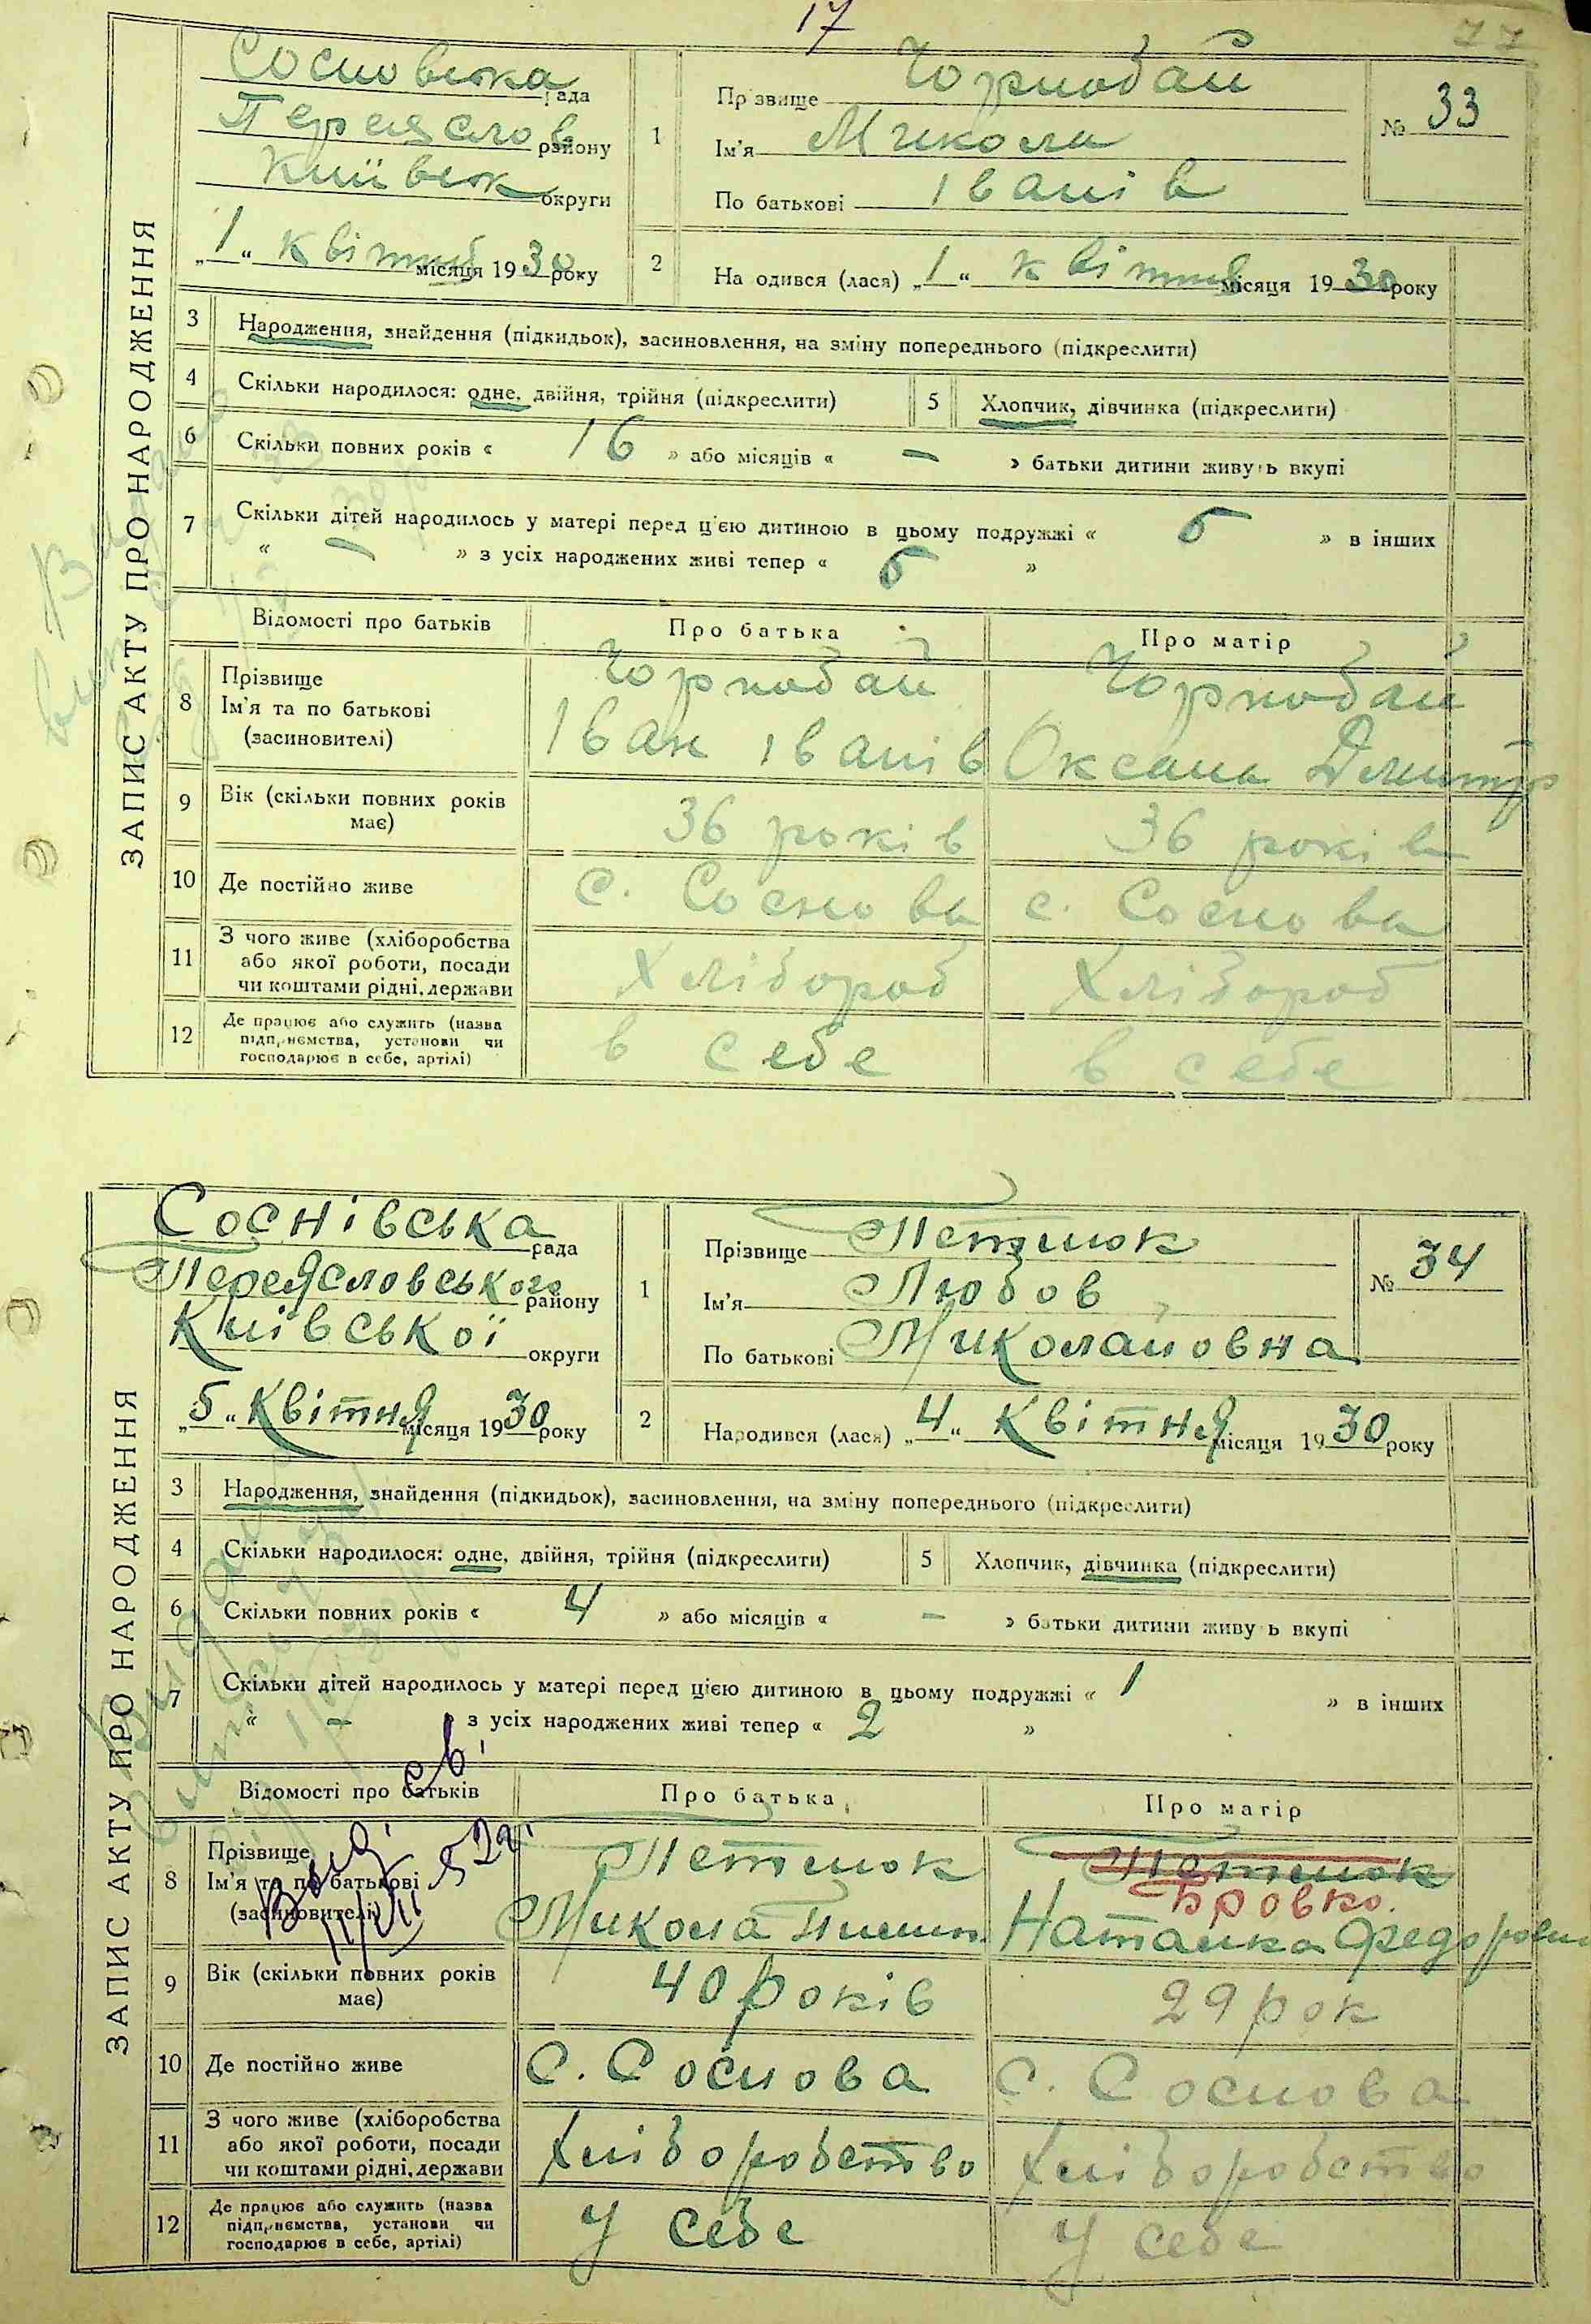 17
77
ЗАПИС АКТУ ПРО НАРОДЖЕННЯ
Сосновська рада
Переяслов району
Київськ округи
„1“ квітня місяця 1930 року
1
Прізвище Чорнобай
Ім'я Микола
По батькові Іванів
№ 33
2
На одився (лася) „1“ квітня місяця 1930 року
3 Народження, знайдення (підкидьок), засиновлення, на зміну попереднього (підкреслити)
4 Скільки народилося: одне, двійня, трійня (підкреслити) 5 Хлопчик, дівчинка (підкреслити)
6 Скільки повних років « 16 » або місяців « — » батьки дитини живуть вкупі
7 Скільки дітей народилось у матері перед цією дитиною в цьому подружжі « 5 » в інших
« — » з усіх народжених живі тепер « 5 »
Відомості про батьків Про батька Про матір
8 Прізвище Ім'я та по батькові (засиновителі)
Чорнобай Чорнобай
Іван Іванів Оксана Дмитр
9 Вік (скільки повних років має) 36 років 36 років
10 Де постійно живе с. Соснова с. Соснова
11 З чого живе (хліборобства або якої роботи, посади чи коштами рідні, держави Хлібороб Хлібороб
12 Де працює або служить (назва підприємства, установи чи господарює в себе, артілі) в себе в себе
ЗАПИС АКТУ ПРО НАРОДЖЕННЯ
Соснівська рада
Переясловського району
Київської округи
„5“ Квітня місяця 1930 року
1
Прізвище
Ім'я Любов
По батькові Миколайовна
№ 34
2
Народився (лася) „4“ Квітня місяця 1930 року
3 Народження, знайдення (підкидьок), засиновлення, на зміну попереднього (підкреслити)
4 Скільки народилося: одне, двійня, трійня (підкреслити) 5 Хлопчик, дівчинка (підкреслити)
6 Скільки повних років « 4 » або місяців « — » батьки дитини живуть вкупі
7 Скільки дітей народилось у матері перед цією дитиною в цьому подружжі « 1 » в інших
« — » з усіх народжених живі тепер « 2 »
Відомості про батьків Про батька Про матір
8 Прізвище Ім'я та по батькові (засиновителі)
Бровко.
Микола Наталка Федоровн
9 Вік (скільки повних років має) 40 років 29 рок
10 Де постійно живе С. Соснова С. Соснова
11 З чого живе (хліборобства або якої роботи, посади чи коштами рідні, держави Хліборобство Хліборобство
12 Де працює або служить (назва підприємства, установи чи господарює в себе, артілі) У себе У себе